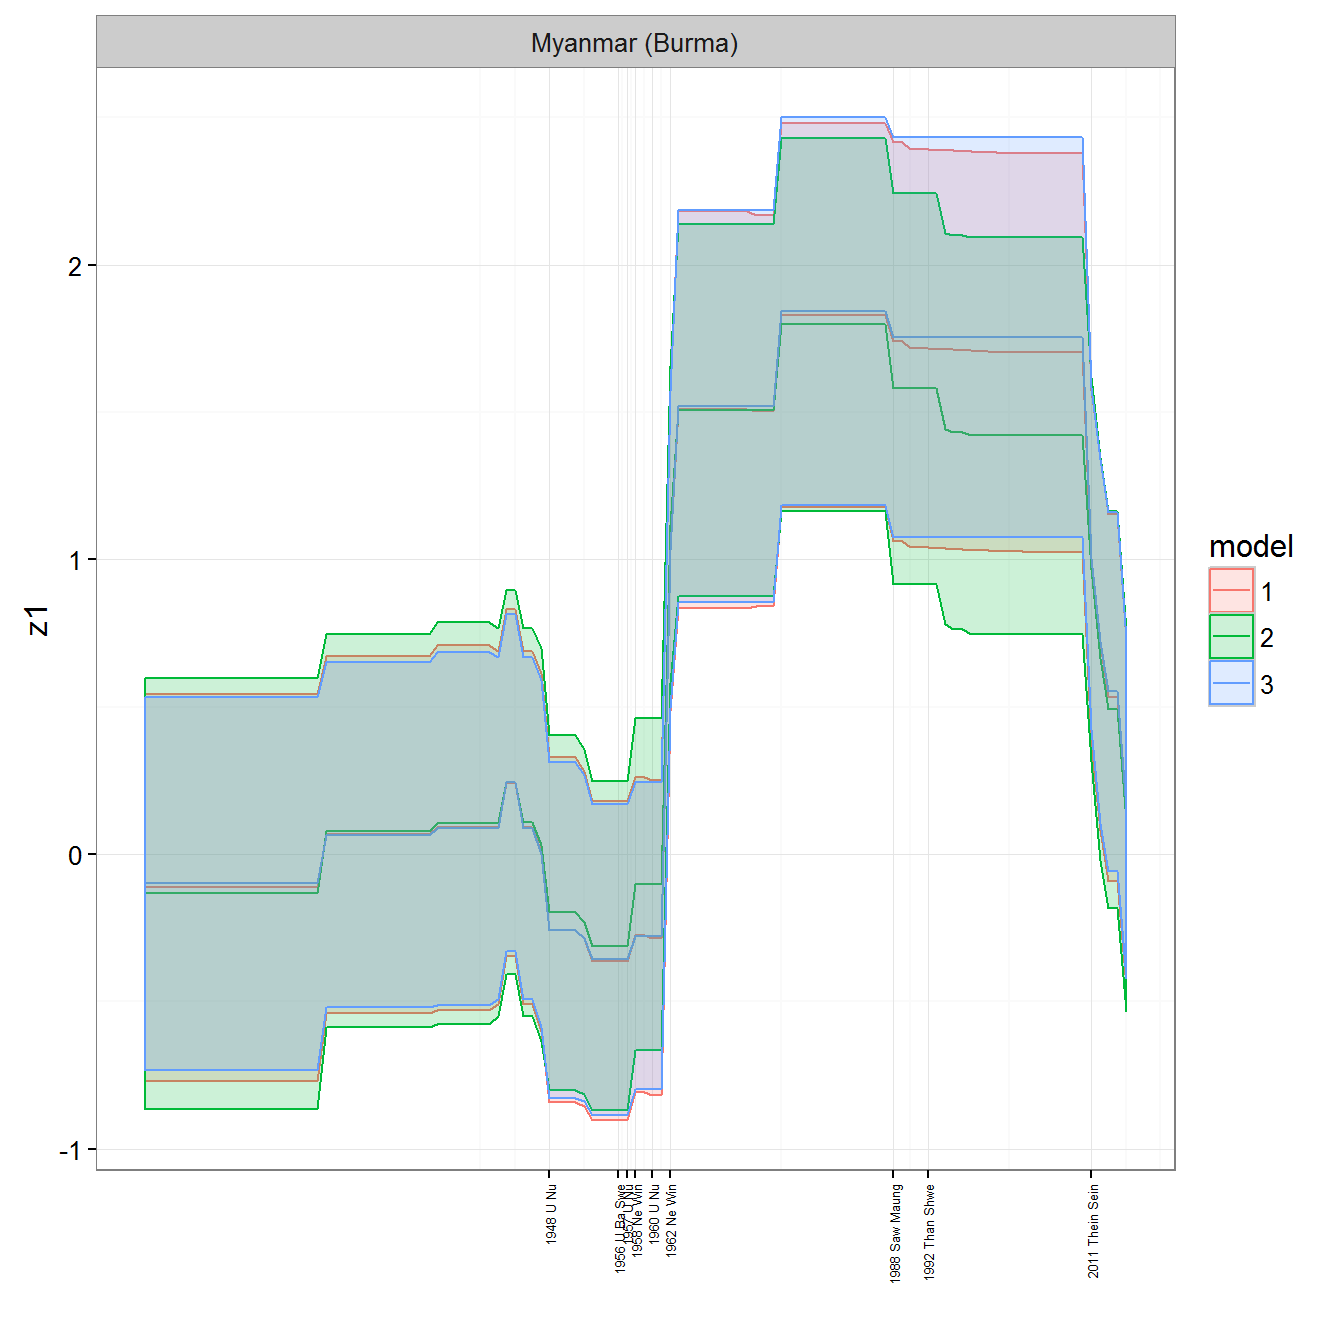 Myanmar (Burma)
z1
2
1
0
-1
1948 U Nu
1956 U Ba Swe
1957 U Nu
1958 Ne Win
1960 U Nu
1962 Ne Win
1988 Saw Maung
1992 Than Shwe
2011 Thein Sein
model
1
2
3